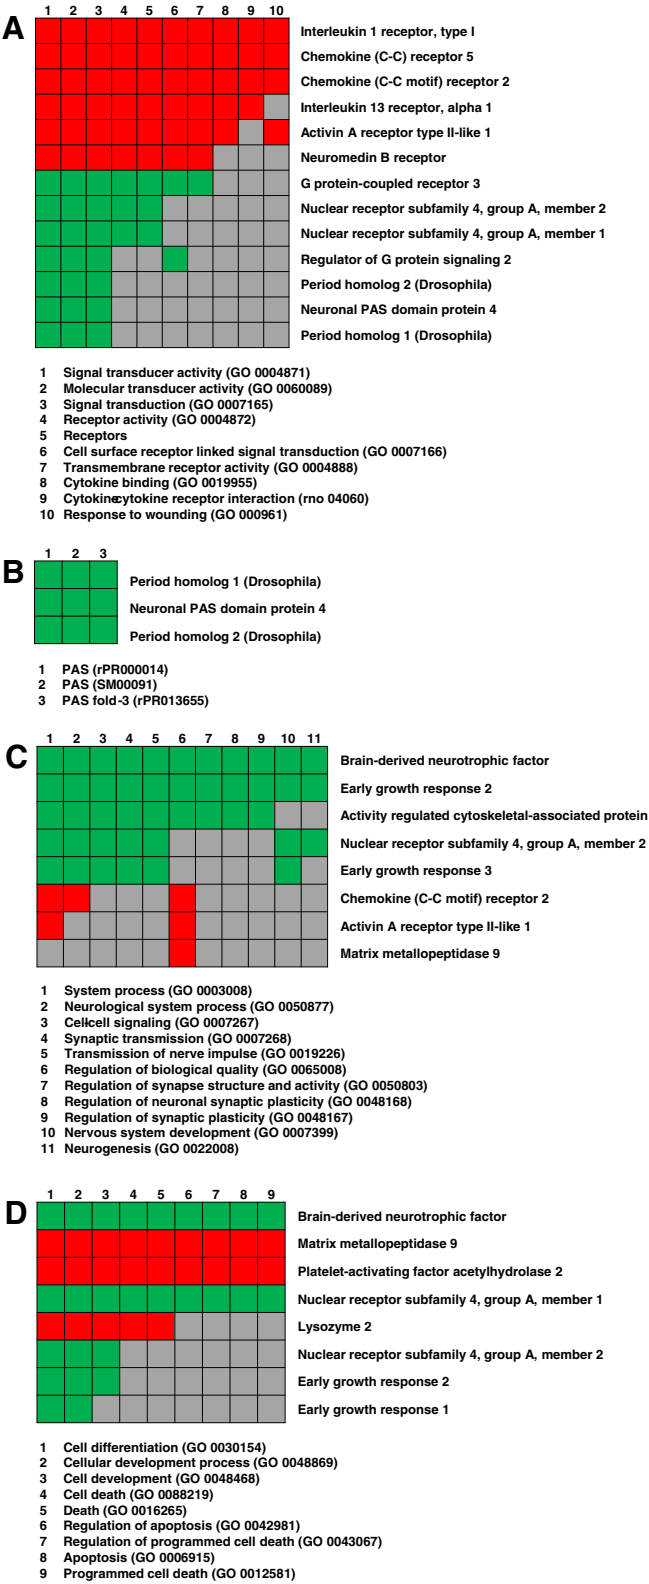 A
1 2 3 4 5 6 7 8 9 10
Interleukin 1 receptor, type I
Chemokine (C-C) receptor 5
Chemokine (C-C motif) receptor 2
Interleukin 13 receptor, alpha 1
Activin A receptor type II-like 1
Neuromedin B receptor
G protein-coupled receptor 3
Nuclear receptor subfamily 4, group A, member 2
Nuclear receptor subfamily 4, group A, member 1
Regulator of G protein signaling 2
Period homolog 2 (Drosophila)
Neuronal PAS domain protein 4
Period homolog 1 (Drosophila)
1 Signal transducer activity (GO 0004871)
2 Molecular transducer activity (GO 0060089)
3 Signal transduction (GO 0007165)
4 Receptor activity (GO 0004872)
5 Receptors
6 Cell surface receptor linked signal transduction (GO 0007166)
7 Transmembrane receptor activity (GO 0004888)
8 Cytokine binding (GO 0019955)
9 Cytokine-cytokine receptor interaction (rno 04060)
10 Response to wounding (GO 000961)
B
1 2 3
Period homolog 1 (Drosophila)
Neuronal PAS domain protein 4
Period homolog 2 (Drosophila)
1 PAS (rPR000014)
2 PAS (SM00091)
3 PAS fold-3 (rPR013655)
C
1 2 3 4 5 6 7 8 9 10 11
Brain-derived neurotrophic factor
Early growth response 2
Activity regulated cytoskeletal-associated protein
Nuclear receptor subfamily 4, group A, member 2
Early growth response 3
Chemokine (C-C motif) receptor 2
Activin A receptor type II-like 1
Matrix metallopeptidase 9
1 System process (GO 0003008)
2 Neurological system process (GO 0050877)
3 Cell-cell signaling (GO 0007267)
4 Synaptic transmission (GO 0007268)
5 Transmission of nerve impulse (GO 0019226)
6 Regulation of biological quality (GO 0065008)
7 Regulation of synapse structure and activity (GO 0050803)
8 Regulation of neuronal synaptic plasticity (GO 0048168)
9 Regulation of synaptic plasticity (GO 0048167)
10 Nervous system development (GO 0007399)
11 Neurogenesis (GO 0022008)
D
1 2 3 4 5 6 7 8 9
Brain-derived neurotrophic factor
Matrix metallopeptidase 9
Platelet-activating factor acetylhydrolase 2
Nuclear receptor subfamily 4, group A, member 1
Lysozyme 2
Nuclear receptor subfamily 4, group A, member 2
Early growth response 2
Early growth response 1
1 Cell differentiation (GO 0030154)
2 Cellular development process (GO 0048869)
3 Cell development (GO 0048468)
4 Cell death (GO 0088219)
5 Death (GO 0016265)
6 Regulation of apoptosis (GO 0042981)
7 Regulation of programmed cell death (GO 0043067)
8 Apoptosis (GO 0006915)
9 Programmed cell death (GO 0012581)